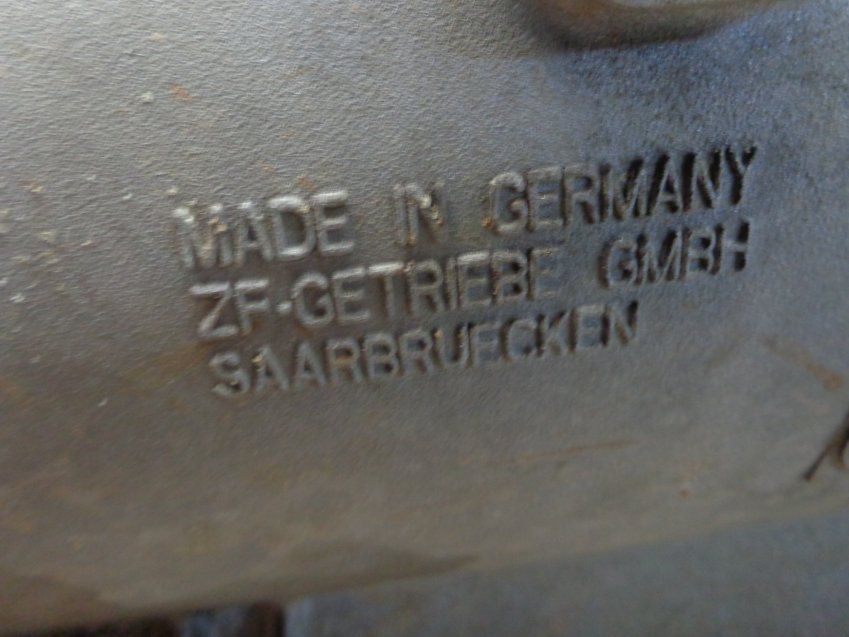 MADE IN GERMANY
ZF-GETRIEBE GMBH
SAARBRUECKEN